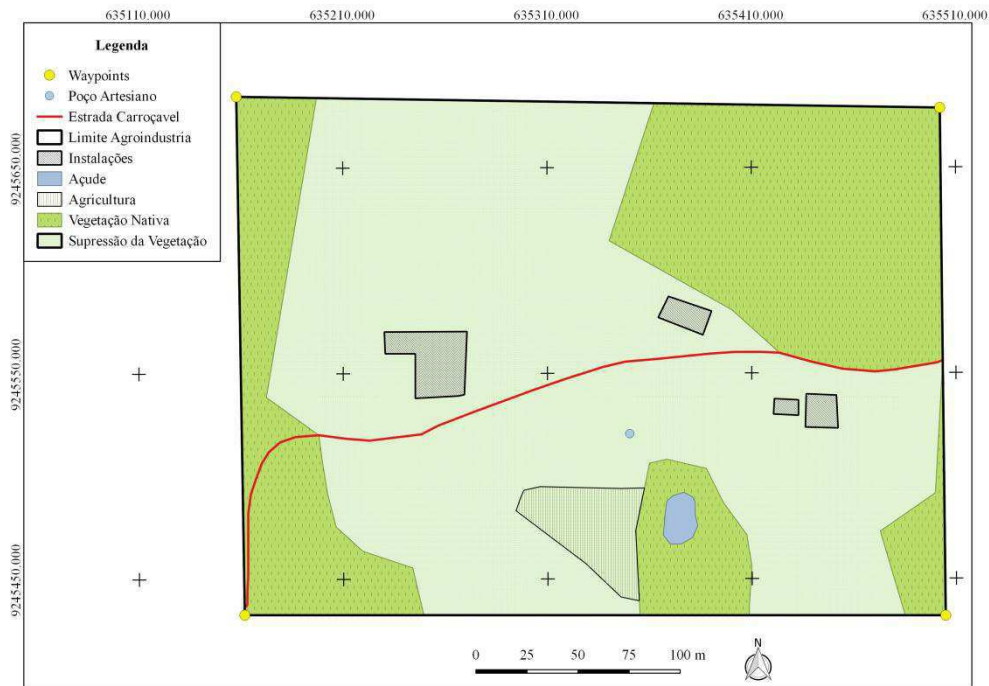 635110.000 635210.000 635310.000 635410.000 635510.000
Legenda
Waypoints
Poço Artesiano
Estrada Carroçavel
Limite Agroindustria
Instalações
Açude
Agricultura
Vegetação Nativa
Supressão da Vegetação
9245650.000
9245550.000
9245450.000
0 25 50 75 100 m
N